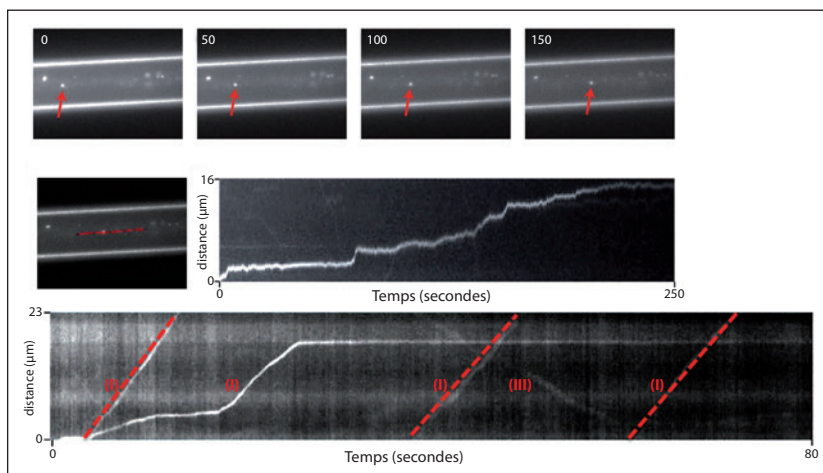 0 50 100 150
16
distance (µm)
0
0 250
Temps (secondes)
23
distance (µm)
(I) (I) (I) (III) (I)
0
0 80
Temps (secondes)